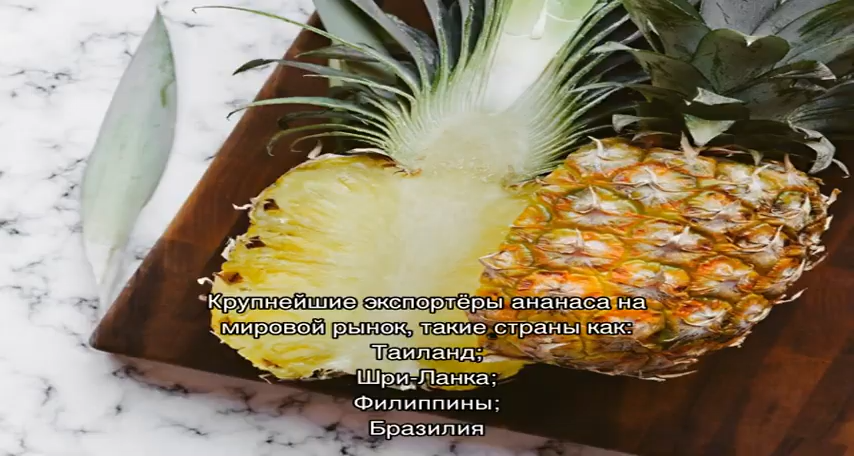 Крупнейшие экспортёры ананаса на
мировой рынок, такие страны как:
Таиланд;
Шри-Ланка;
Филиппины;
Бразилия